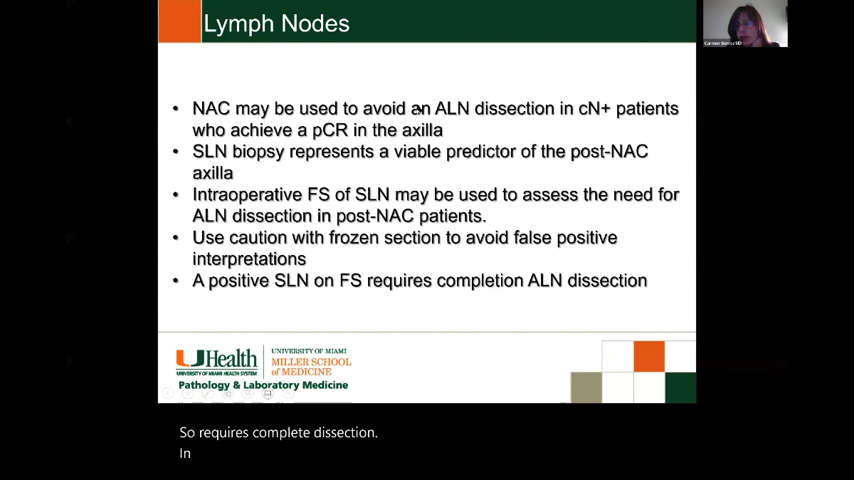 Lymph Nodes
• NAC may be used to avoid an ALN dissection in cN+ patients
who achieve a pCR in the axilla
• SLN biopsy represents a viable predictor of the post-NAC
axilla
• Intraoperative FS of SLN may be used to assess the need for
ALN dissection in post-NAC patients.
• Use caution with frozen section to avoid false positive
interpretations
• A positive SLN on FS requires completion ALN dissection
UHealth
UNIVERSITY OF MIAMI HEALTH SYSTEM
UNIVERSITY OF MIAMI
MILLER SCHOOL
of MEDICINE
Pathology & Laboratory Medicine
So requires complete dissection.
In